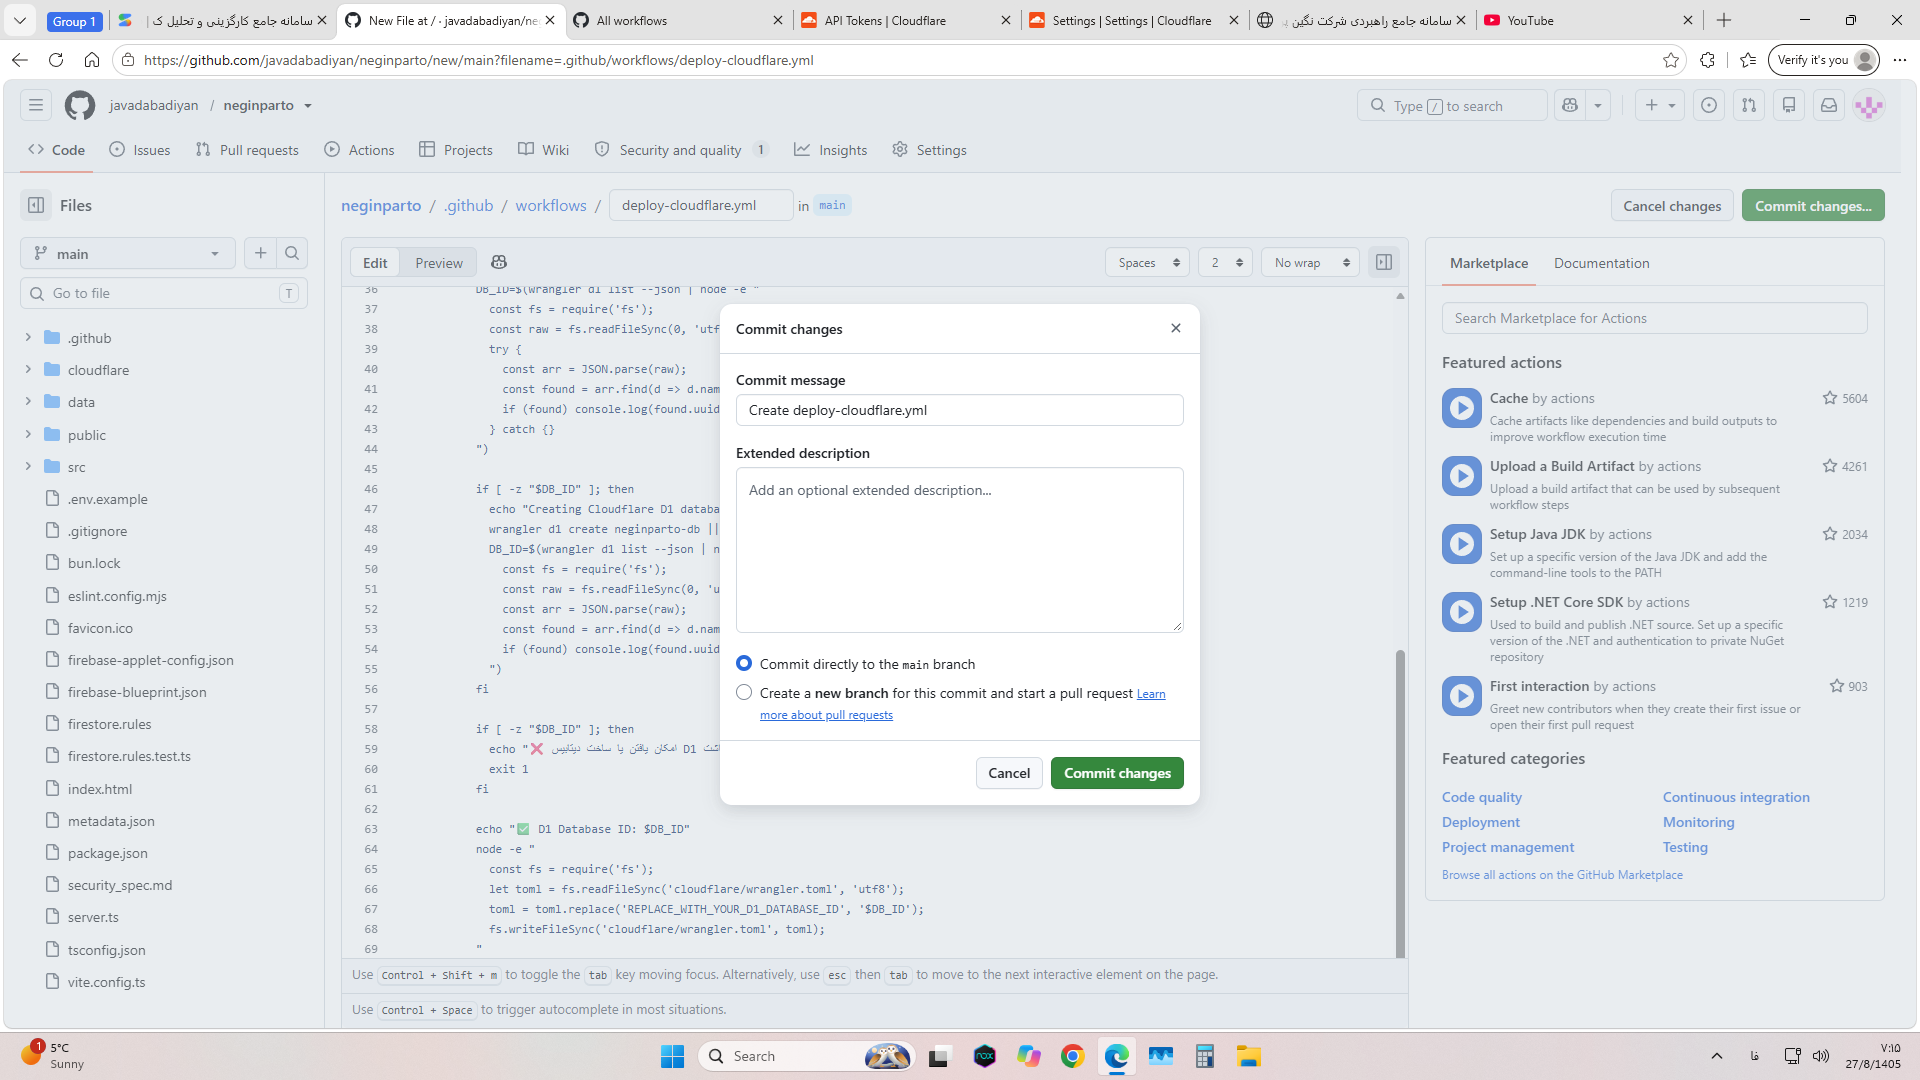 Group 1
سامانه جامع کارگزینی و تحلیل ک
New File at / · javadabadiyan/ne
All workflows
API Tokens | Cloudflare
Settings | Settings | Cloudflare
سامانه جامع راهبردی شرکت نگین پ
YouTube
https://github.com/javadabadiyan/neginparto/new/main?filename=.github/workflows/deploy-cloudflare.yml
Verify it's you
javadabadiyan / neginparto
Type / to search
Code
Issues
Pull requests
Actions
Projects
Wiki
Security and quality 1
Insights
Settings
Files
neginparto / .github / workflows / deploy-cloudflare.yml in main
Cancel changes
Commit changes...
main
Go to file T
.github
cloudflare
data
public
src
.env.example
.gitignore
bun.lock
eslint.config.mjs
favicon.ico
firebase-applet-config.json
firebase-blueprint.json
firestore.rules
firestore.rules.test.ts
index.html
metadata.json
package.json
security_spec.md
server.ts
tsconfig.json
vite.config.ts
Edit Preview
Spaces
2
No wrap
36 DB_ID=$(wrangler d1 list --json | node -e "
37 const fs = require('fs');
38 const raw = fs.readFileSync(0, 'utf
39 try {
40 const arr = JSON.parse(raw);
41 const found = arr.find(d => d.nam
42 if (found) console.log(found.uuid
43 } catch {}
44 ")
45
46 if [ -z "$DB_ID" ]; then
47 echo "Creating Cloudflare D1 databa
48 wrangler d1 create neginparto-db ||
49 DB_ID=$(wrangler d1 list --json | n
50 const fs = require('fs');
51 const raw = fs.readFileSync(0, 'u
52 const arr = JSON.parse(raw);
53 const found = arr.find(d => d.nam
54 if (found) console.log(found.uuid
55 ")
56 fi
57
58 if [ -z "$DB_ID" ]; then
59 echo "❌ امکان یافتن یا ساخت دیتابیس D1
60 exit 1
61 fi
62
63 echo "✅ D1 Database ID: $DB_ID"
64 node -e "
65 const fs = require('fs');
66 let toml = fs.readFileSync('cloudflare/wrangler.toml', 'utf8');
67 toml = toml.replace('REPLACE_WITH_YOUR_D1_DATABASE_ID', '$DB_ID');
68 fs.writeFileSync('cloudflare/wrangler.toml', toml);
69 "
Use Control + Shift + m to toggle the tab key moving focus. Alternatively, use esc then tab to move to the next interactive element on the page.
Use Control + Space to trigger autocomplete in most situations.
Commit changes
Commit message
Create deploy-cloudflare.yml
Extended description
Add an optional extended description...
Commit directly to the main branch
Create a new branch for this commit and start a pull request Learn
more about pull requests
Cancel
Commit changes
Marketplace
Documentation
Search Marketplace for Actions
Featured actions
Cache by actions 5604
Cache artifacts like dependencies and build outputs to
improve workflow execution time
Upload a Build Artifact by actions 4261
Upload a build artifact that can be used by subsequent
workflow steps
Setup Java JDK by actions 2034
Set up a specific version of the Java JDK and add the
command-line tools to the PATH
Setup .NET Core SDK by actions 1219
Used to build and publish .NET source. Set up a specific
version of the .NET and authentication to private NuGet
repository
First interaction by actions 903
Greet new contributors when they create their first issue or
open their first pull request
Featured categories
Code quality
Continuous integration
Deployment
Monitoring
Project management
Testing
Browse all actions on the GitHub Marketplace
1
5°C
Sunny
Search
nox
فا
۷:۱۵
27/8/1405